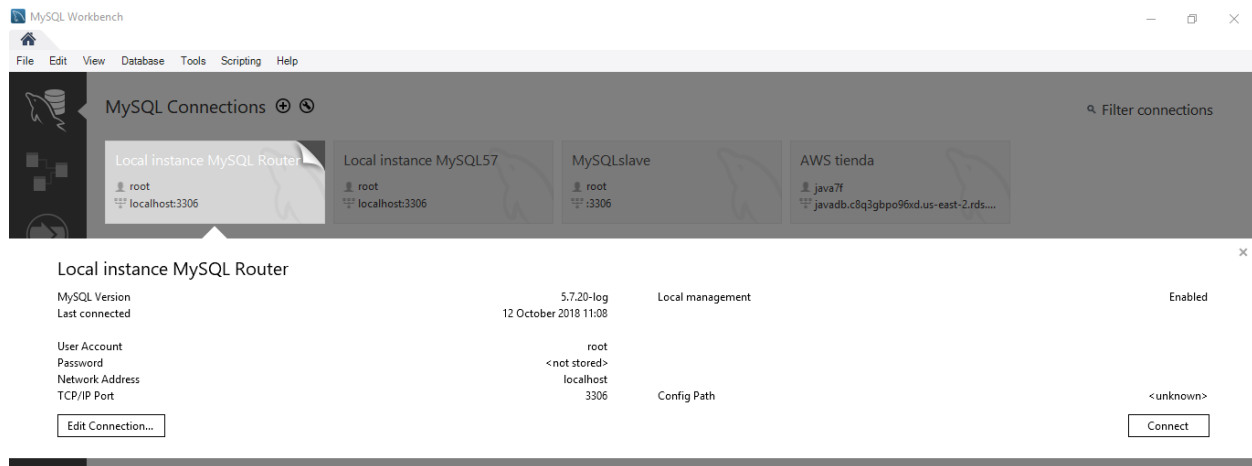 MySQL Workbench
File Edit View Database Tools Scripting Help
MySQL Connections
Filter connections
Local instance MySQL Router
root
localhost:3306
Local instance MySQL57
root
localhost:3306
MySQLslave
root
:3306
AWS tienda
java7f
javadb.c8q3gbpo96xd.us-east-2.rds....
Local instance MySQL Router
MySQL Version 5.7.20-log Local management Enabled
Last connected 12 October 2018 11:08
User Account root
Password <not stored>
Network Address localhost
TCP/IP Port 3306 Config Path <unknown>
Edit Connection... Connect